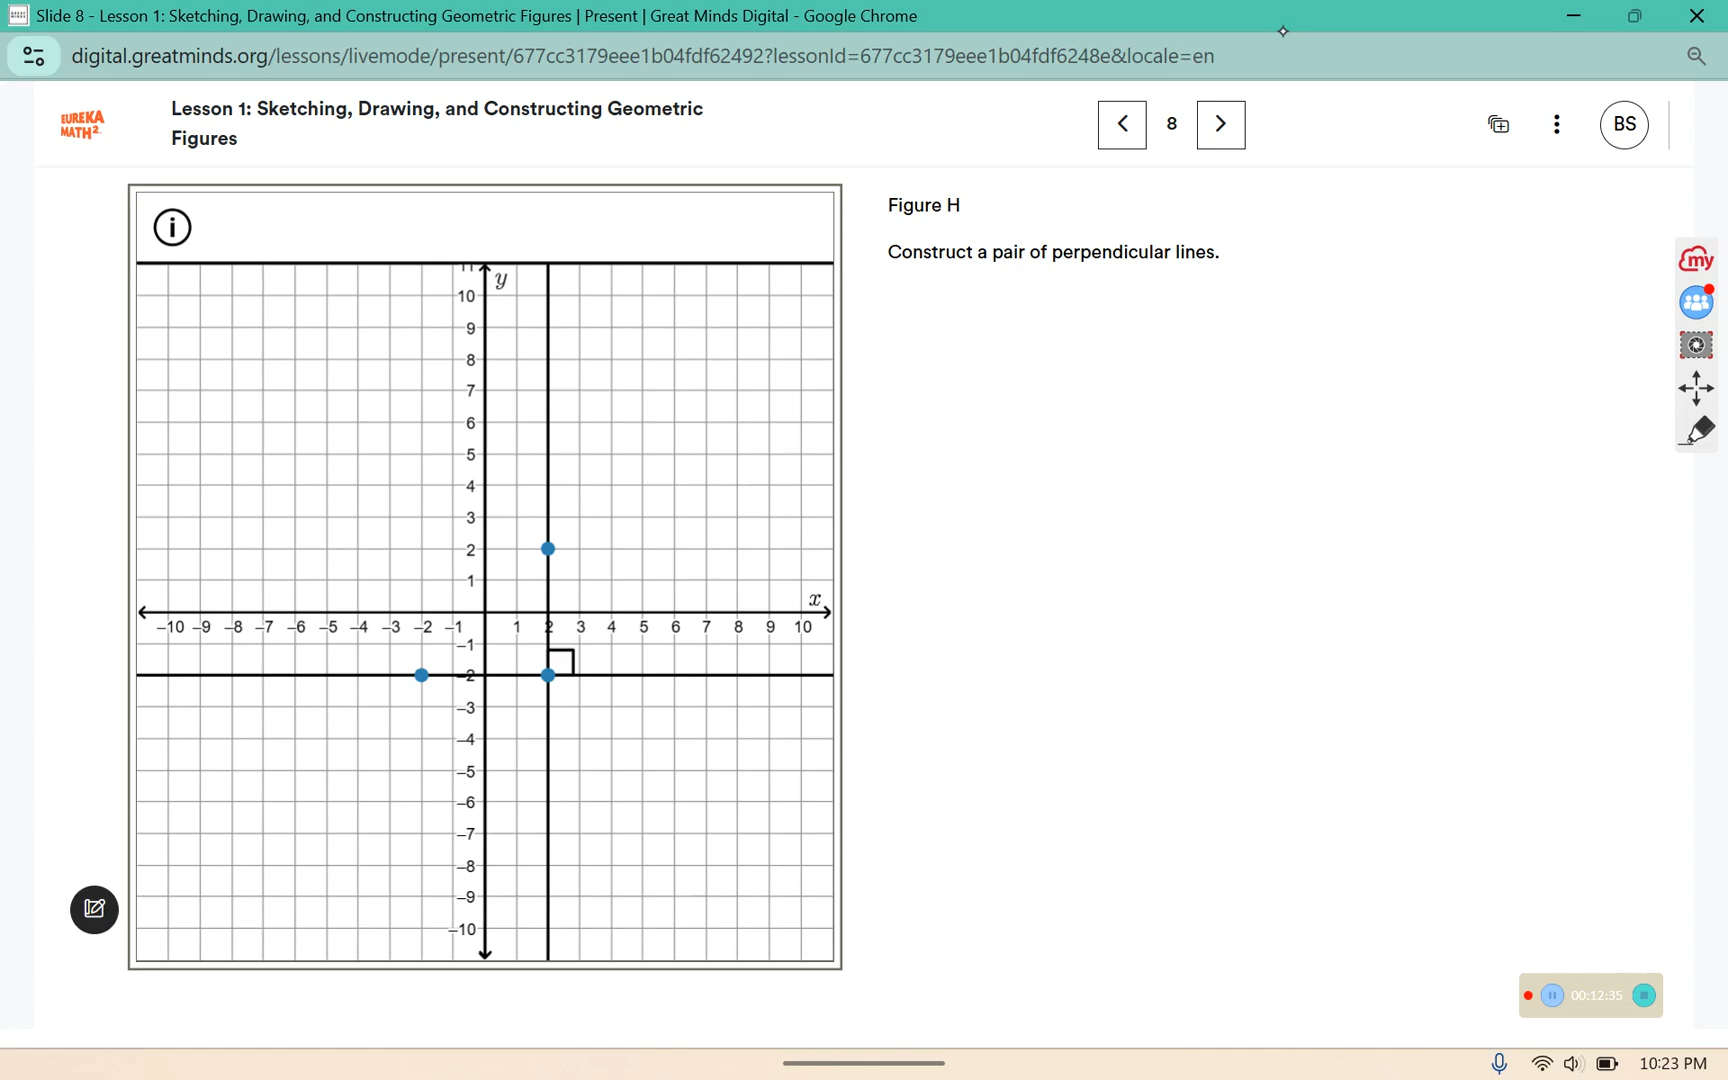 Slide 8 - Lesson 1: Sketching, Drawing, and Constructing Geometric Figures | Present | Great Minds Digital - Google Chrome
digital.greatminds.org/lessons/livemode/present/677cc3179eee1b04fdf62492?lessonId=677cc3179eee1b04fdf6248e&locale=en
EUREKA
MATH²
Lesson 1: Sketching, Drawing, and Constructing Geometric
Figures
8
BS
i
Figure H
Construct a pair of perpendicular lines.
my
y
11
10
9
8
7
6
5
4
3
2
1
x
−10 −9 −8 −7 −6 −5 −4 −3 −2 −1 1 2 3 4 5 6 7 8 9 10
−1
−2
−3
−4
−5
−6
−7
−8
−9
−10
00:12:35
10:23 PM